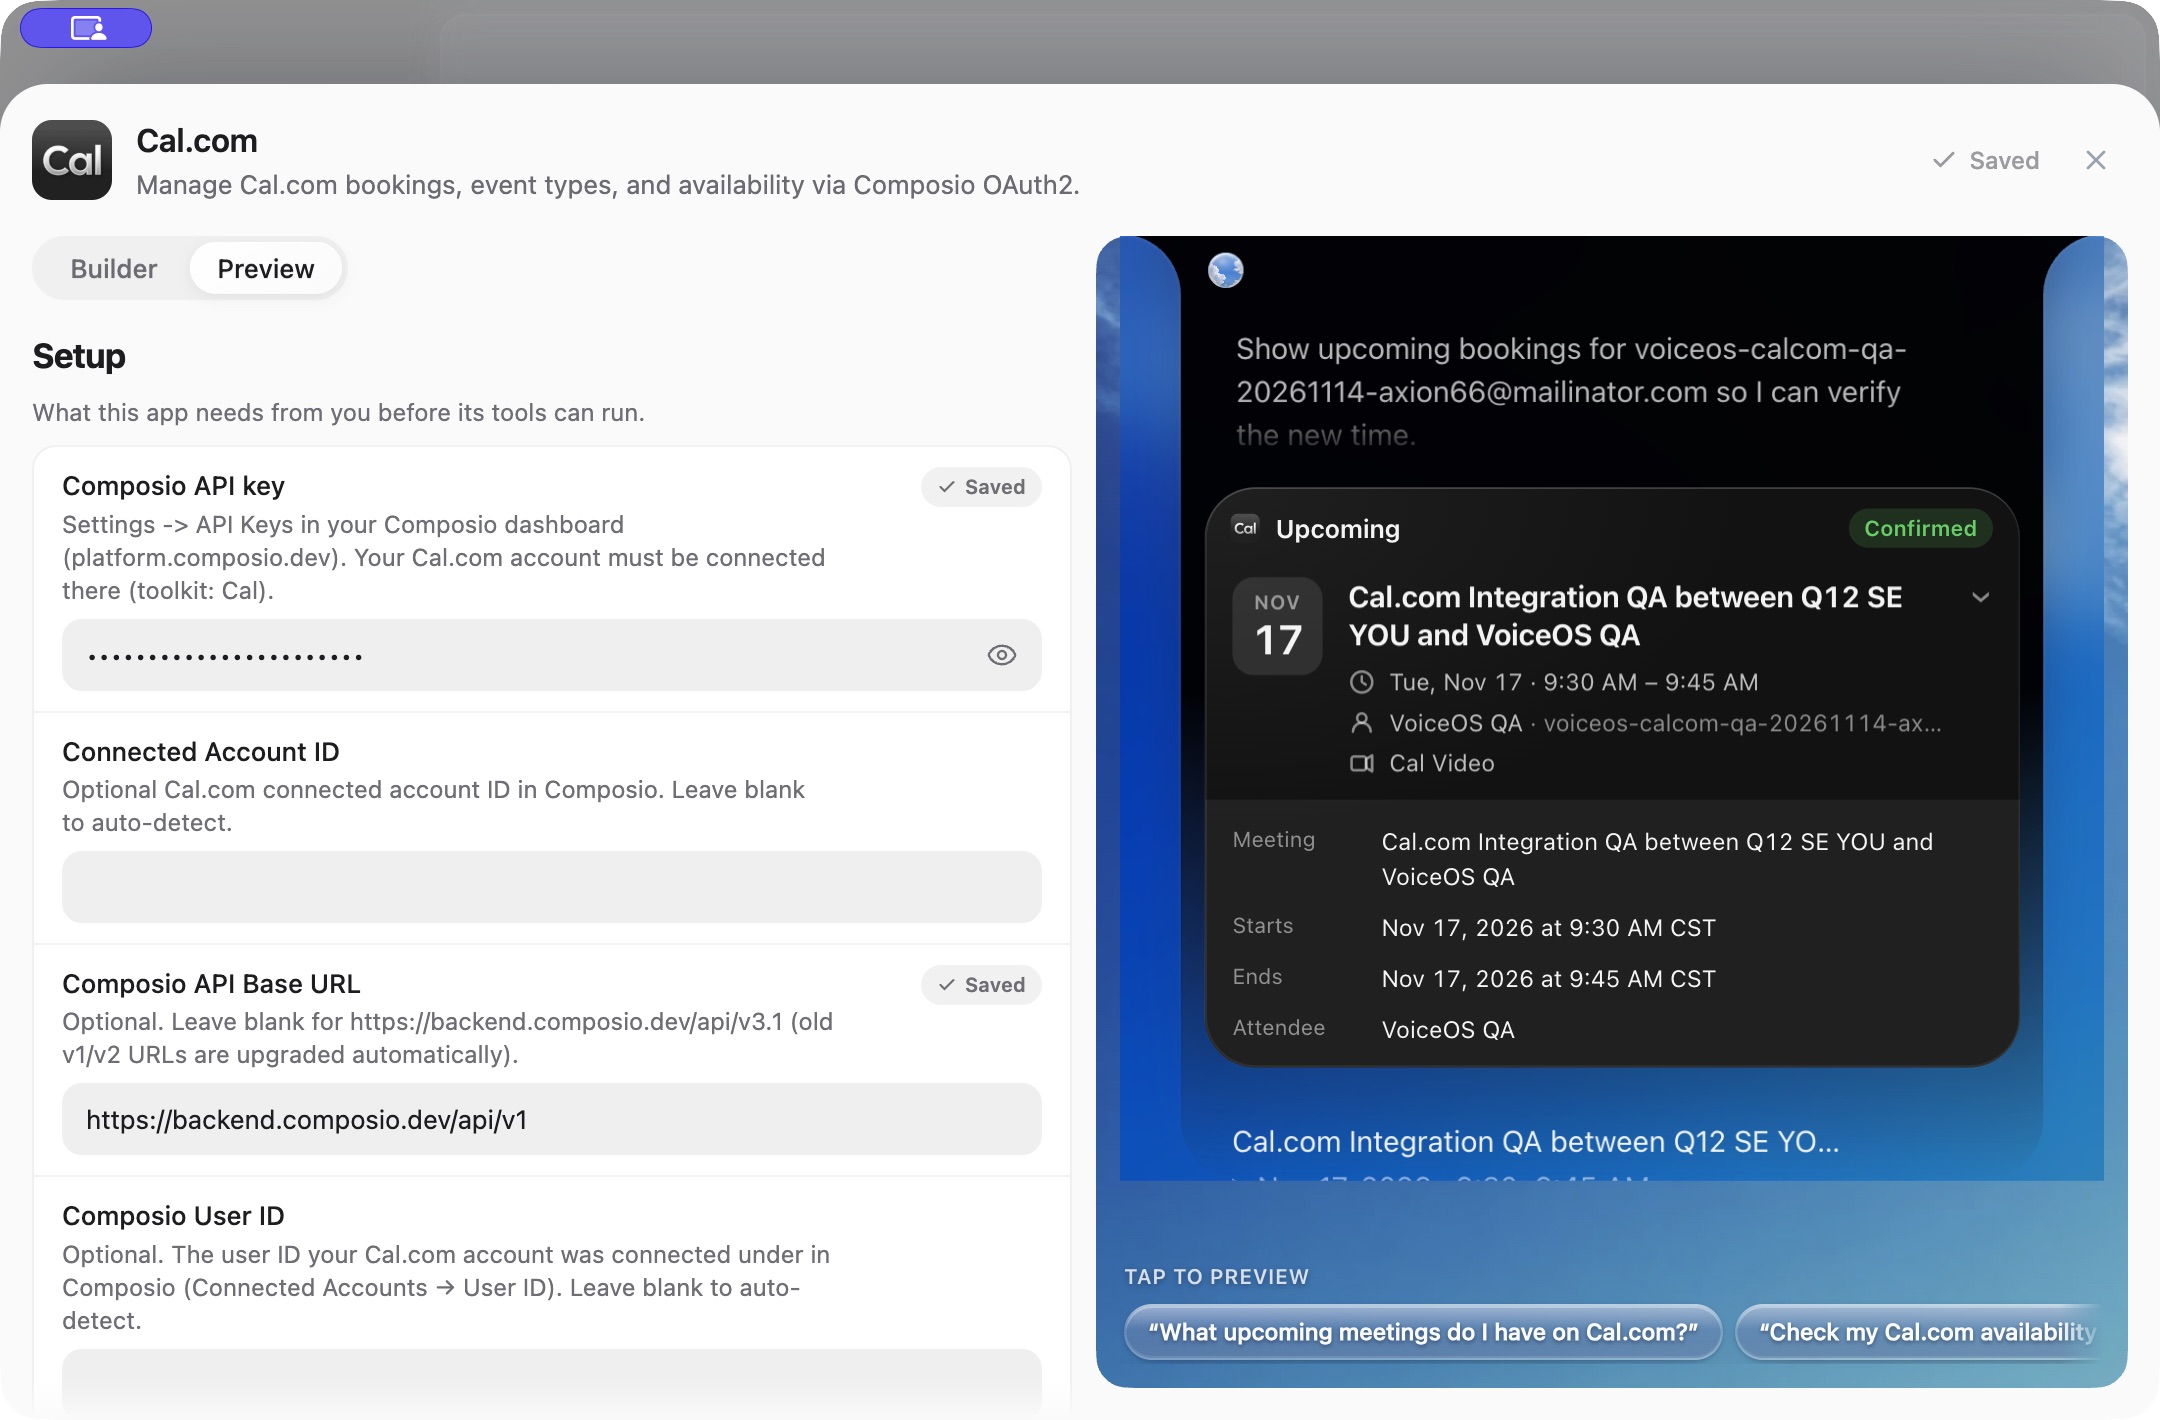 Cal
Cal.com
Manage Cal.com bookings, event types, and availability via Composio OAuth2.
Saved
Builder
Preview
Setup
What this app needs from you before its tools can run.
Composio API key
Saved
Settings -> API Keys in your Composio dashboard
(platform.composio.dev). Your Cal.com account must be connected
there (toolkit: Cal).
•••••••••••••••••••••••
Connected Account ID
Optional Cal.com connected account ID in Composio. Leave blank
to auto-detect.
Composio API Base URL
Saved
Optional. Leave blank for https://backend.composio.dev/api/v3.1 (old
v1/v2 URLs are upgraded automatically).
https://backend.composio.dev/api/v1
Composio User ID
Optional. The user ID your Cal.com account was connected under in
Composio (Connected Accounts → User ID). Leave blank to auto-
detect.
Show upcoming bookings for voiceos-calcom-qa-
20261114-axion66@mailinator.com so I can verify
the new time.
Cal
Upcoming
Confirmed
NOV
17
Cal.com Integration QA between Q12 SE
YOU and VoiceOS QA
Tue, Nov 17 · 9:30 AM – 9:45 AM
VoiceOS QA · voiceos-calcom-qa-20261114-ax...
Cal Video
Meeting
Cal.com Integration QA between Q12 SE YOU and
VoiceOS QA
Starts
Nov 17, 2026 at 9:30 AM CST
Ends
Nov 17, 2026 at 9:45 AM CST
Attendee
VoiceOS QA
Cal.com Integration QA between Q12 SE YO...
TAP TO PREVIEW
“What upcoming meetings do I have on Cal.com?”
“Check my Cal.com availability